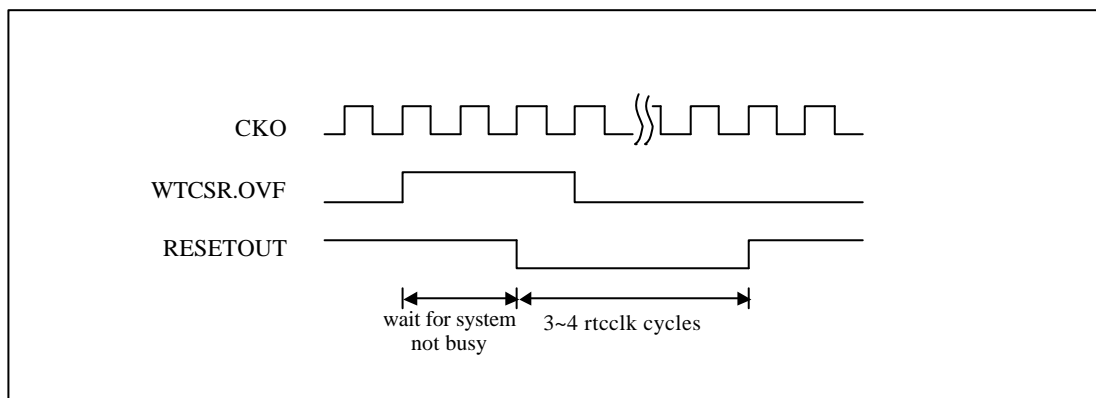 CKO
WTCSR.OVF
RESETOUT
wait for system
not busy
3~4 rtcclk cycles